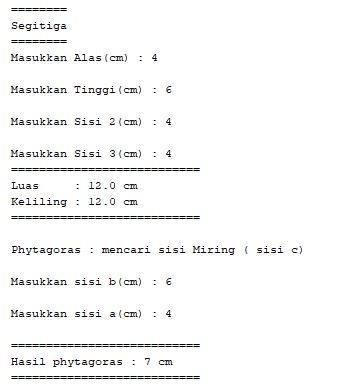 ========
Segitiga
========
Masukkan Alas(cm) : 4
Masukkan Tinggi(cm) : 6
Masukkan Sisi 2(cm) : 4
Masukkan Sisi 3(cm) : 4
===========================
Luas     : 12.0 cm
Keliling : 12.0 cm
===========================
Phytagoras : mencari sisi Miring ( sisi c)
Masukkan sisi b(cm) : 6
Masukkan sisi a(cm) : 4
===========================
Hasil phytagoras : 7 cm
===========================